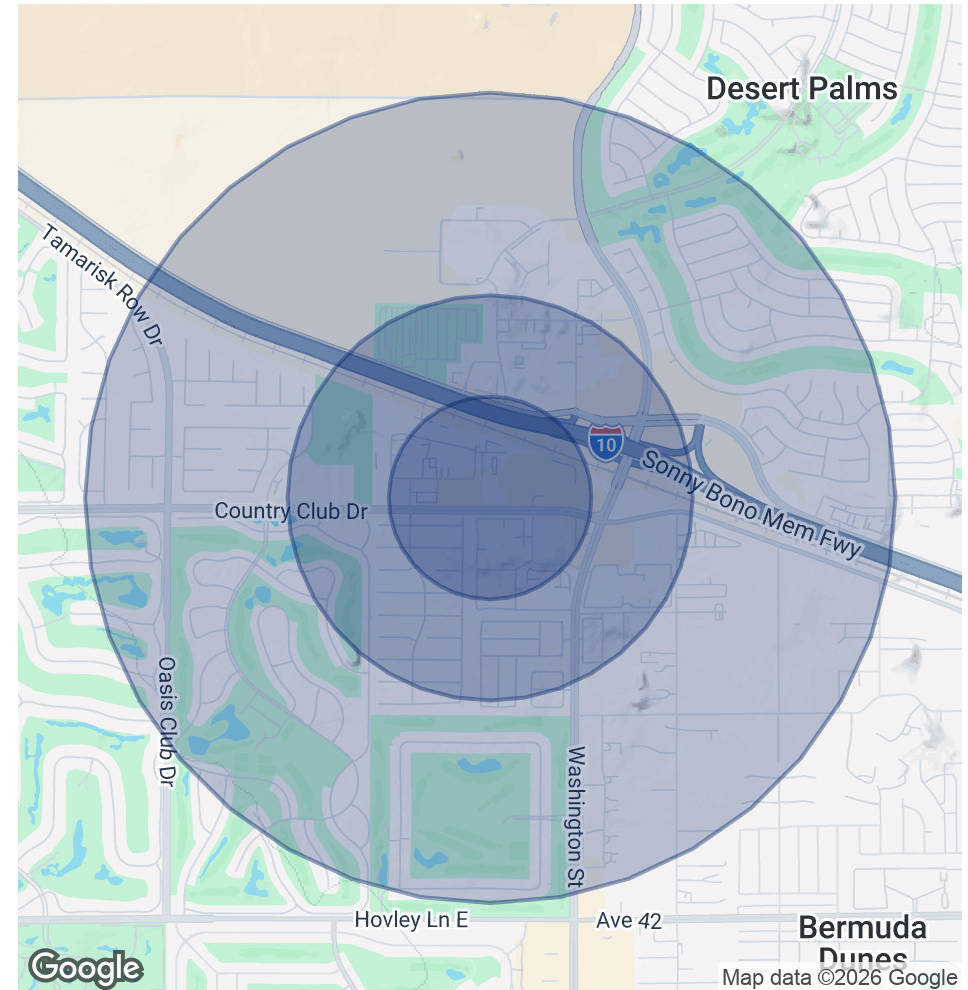 Desert Palms
Tamarisk Row Dr
10
Sonny Bono Mem Fwy
Country Club Dr
Oasis Club Dr
Washington St
Hovley Ln E
Ave 42
Bermuda
Dunes
Google
Map data ©2026 Google